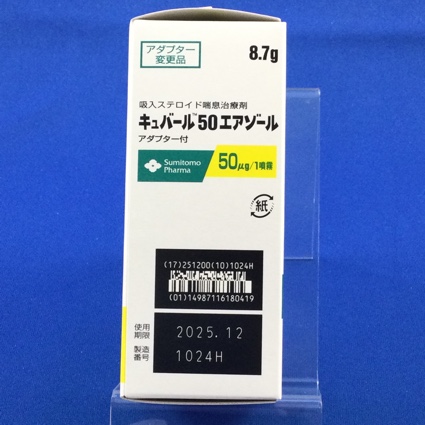 アダプター
変更品
8.7g
吸入ステロイド喘息治療剤
キュバール™50エアゾール
アダプター付
Sumitomo
Pharma
50μg/1噴霧
紙
(17)251200(10)1024H
(01)14987116180419
使用
期限
2025.12
製造
番号
1024H